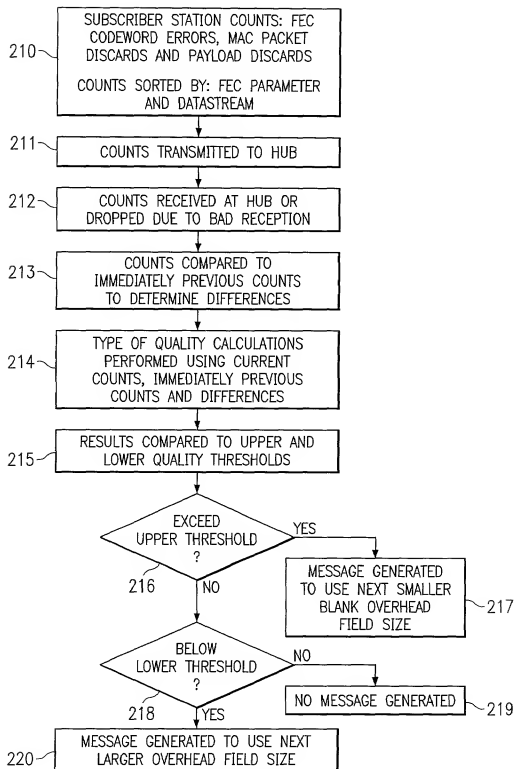 210
SUBSCRIBER STATION COUNTS: FEC
CODEWORD ERRORS, MAC PACKET
DISCARDS AND PAYLOAD DISCARDS
COUNTS SORTED BY: FEC PARAMETER
AND DATASTREAM
211
COUNTS TRANSMITTED TO HUB
212
COUNTS RECEIVED AT HUB OR
DROPPED DUE TO BAD RECEPTION
213
COUNTS COMPARED TO
IMMEDIATELY PREVIOUS COUNTS
TO DETERMINE DIFFERENCES
214
TYPE OF QUALITY CALCULATIONS
PERFORMED USING CURRENT
COUNTS, IMMEDIATELY PREVIOUS
COUNTS AND DIFFERENCES
215
RESULTS COMPARED TO UPPER AND
LOWER QUALITY THRESHOLDS
EXCEED
UPPER THRESHOLD
?
216
YES
NO
MESSAGE GENERATED
TO USE NEXT SMALLER
BLANK OVERHEAD
FIELD SIZE
217
BELOW
LOWER THRESHOLD
?
218
NO
YES
NO MESSAGE GENERATED
219
220
MESSAGE GENERATED TO USE NEXT
LARGER OVERHEAD FIELD SIZE